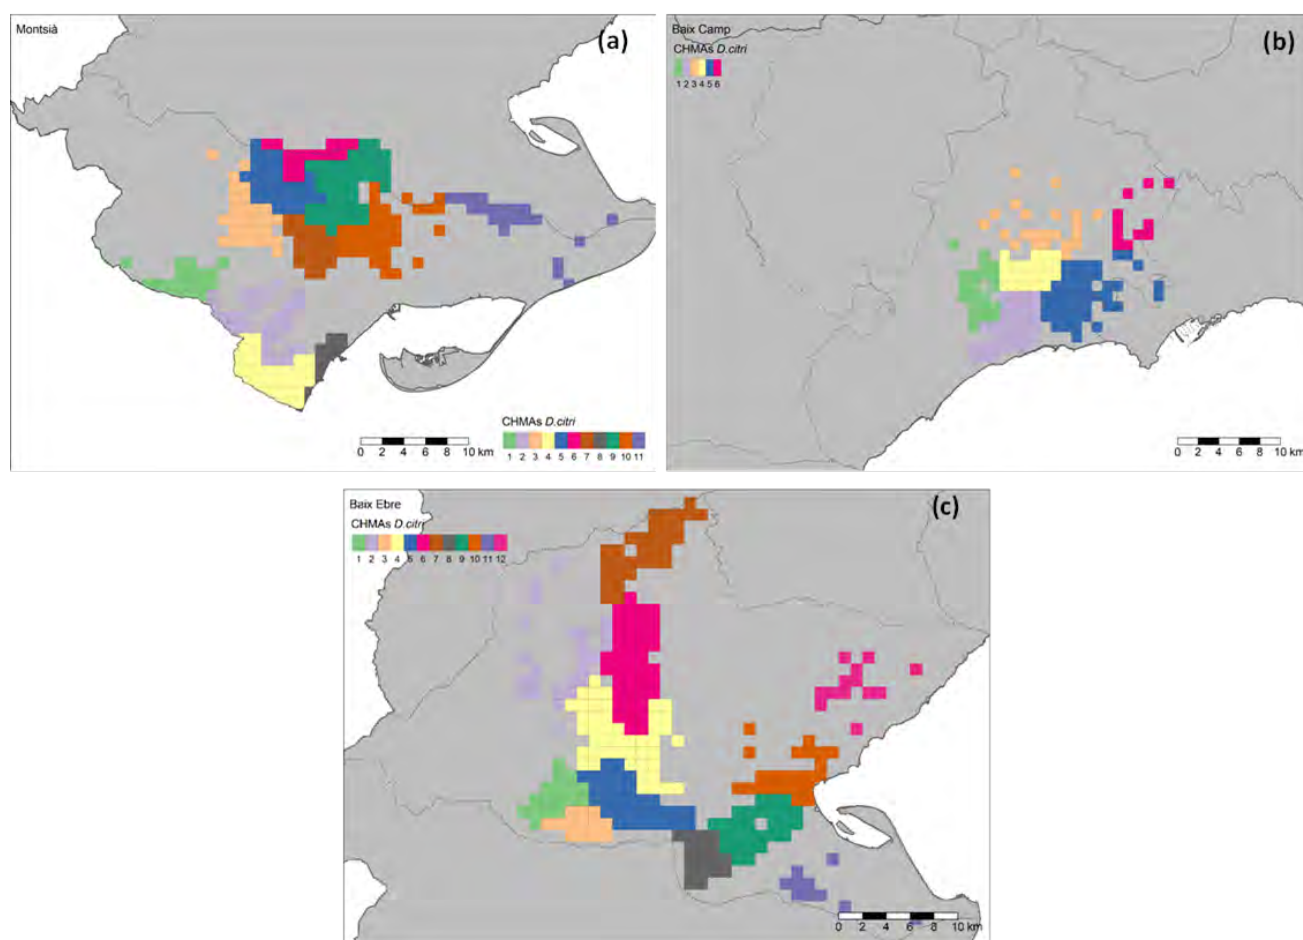 Montsià
(a)
CHMAs D.citri
1 2 3 4 5 6 7 8 9 10 11
0 2 4 6 8 10 km
Baix Camp
(b)
CHMAs D.citri
1 2 3 4 5 6
0 2 4 6 8 10 km
Baix Ebre
(c)
CHMAs D.citri
1 2 3 4 5 6 7 8 9 10 11 12
0 2 4 6 8 10 km